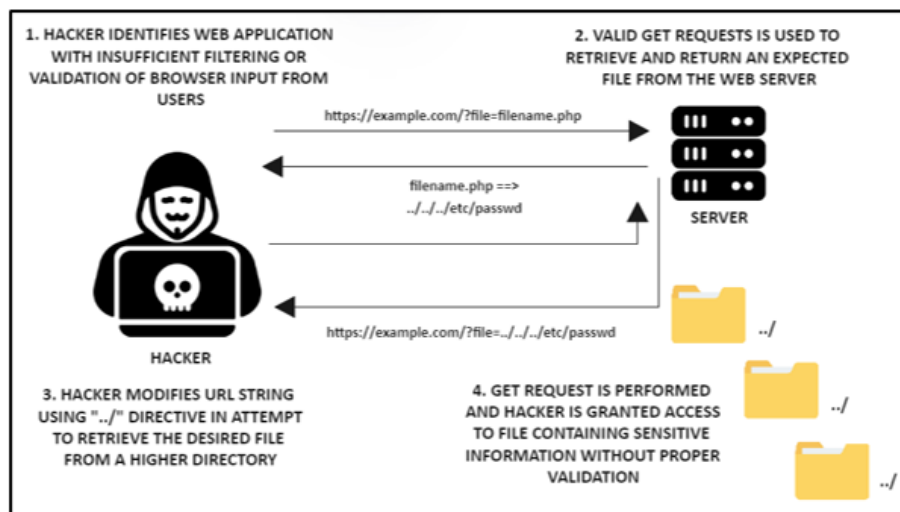 1. HACKER IDENTIFIES WEB APPLICATION
WITH INSUFFICIENT FILTERING OR
VALIDATION OF BROWSER INPUT FROM
USERS
2. VALID GET REQUESTS IS USED TO
RETRIEVE AND RETURN AN EXPECTED
FILE FROM THE WEB SERVER
https://example.com/?file=filename.php
filename.php ==>
../../../etc/passwd
SERVER
https://example.com/?file=../../../etc/passwd
../
HACKER
3. HACKER MODIFIES URL STRING
USING "../" DIRECTIVE IN ATTEMPT
TO RETRIEVE THE DESIRED FILE
FROM A HIGHER DIRECTORY
4. GET REQUEST IS PERFORMED
AND HACKER IS GRANTED ACCESS
TO FILE CONTAINING SENSITIVE
INFORMATION WITHOUT PROPER
VALIDATION
../
../